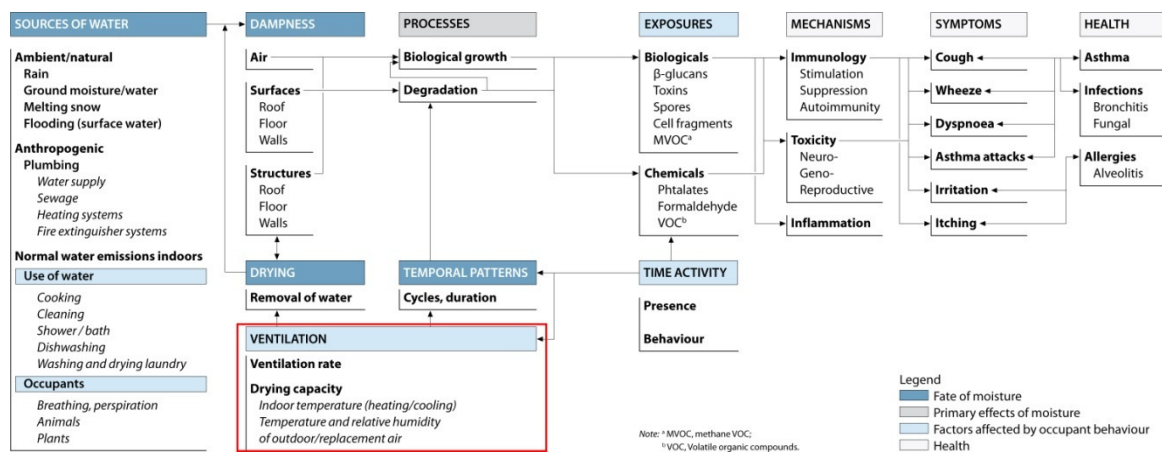 SOURCES OF WATER
Ambient/natural
Rain
Ground moisture/water
Melting snow
Flooding (surface water)
Anthropogenic
Plumbing
Water supply
Sewage
Heating systems
Fire extinguisher systems
Normal water emissions indoors
Use of water
Cooking
Cleaning
Shower / bath
Dishwashing
Washing and drying laundry
Occupants
Breathing, perspiration
Animals
Plants
DAMPNESS
Air
Surfaces
Roof
Floor
Walls
Structures
Roof
Floor
Walls
DRYING
Removal of water
VENTILATION
Ventilation rate
Drying capacity
Indoor temperature (heating/cooling)
Temperature and relative humidity
of outdoor/replacement air
PROCESSES
Biological growth
Degradation
TEMPORAL PATTERNS
Cycles, duration
EXPOSURES
Biologicals
β-glucans
Toxins
Spores
Cell fragments
MVOCᵃ
Chemicals
Phtalates
Formaldehyde
VOCᵇ
TIME ACTIVITY
Presence
Behaviour
MECHANISMS
Immunology
Stimulation
Suppression
Autoimmunity
Toxicity
Neuro-
Geno-
Reproductive
Inflammation
SYMPTOMS
Cough
Wheeze
Dyspnoea
Asthma attacks
Irritation
Itching
HEALTH
Asthma
Infections
Bronchitis
Fungal
Allergies
Alveolitis
Note: ᵃ MVOC, methane VOC;
ᵇ VOC, Volatile organic compounds.
Legend
Fate of moisture
Primary effects of moisture
Factors affected by occupant behaviour
Health